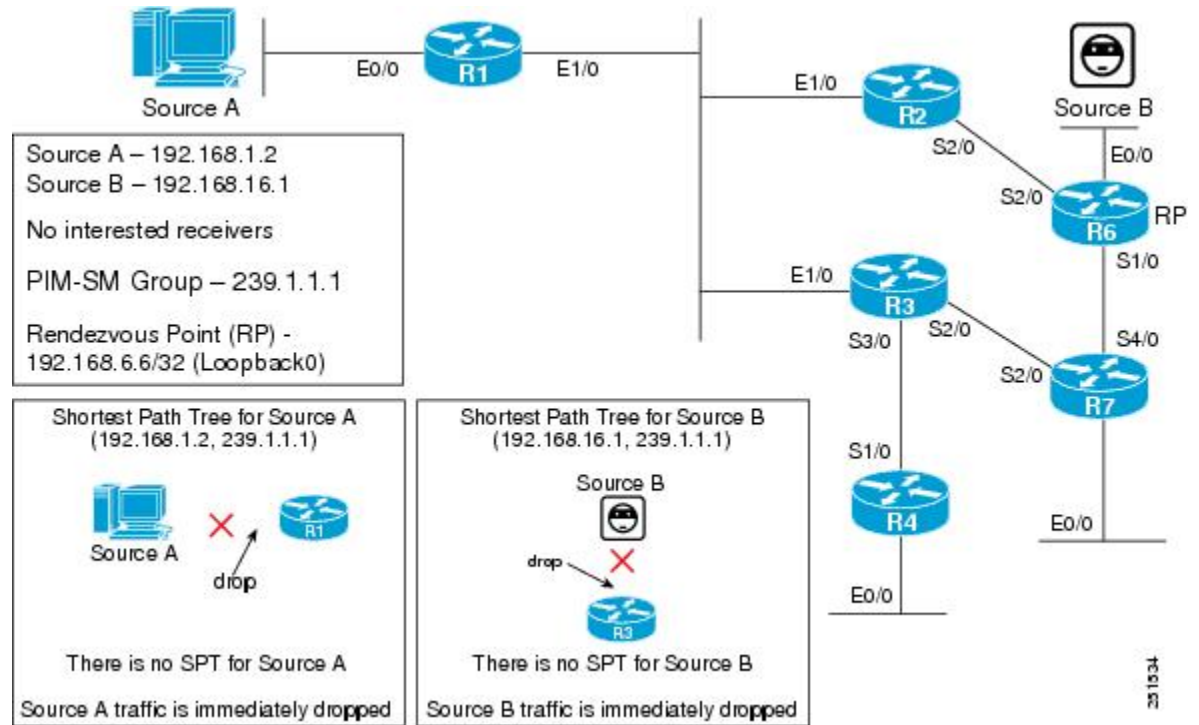 Source A
E0/0
R1
E1/0
E1/0
R2
S2/0
Source B
E0/0
S2/0
R6
RP
S1/0
Source A – 192.168.1.2
Source B – 192.168.16.1
No interested receivers
PIM-SM Group – 239.1.1.1
Rendezvous Point (RP) -
192.168.6.6/32 (Loopback0)
E1/0
R3
S3/0
S2/0
S4/0
S2/0
R7
S1/0
R4
E0/0
E0/0
Shortest Path Tree for Source A
(192.168.1.2, 239.1.1.1)
Source A
R1
drop
There is no SPT for Source A
Source A traffic is immediately dropped
Shortest Path Tree for Source B
(192.168.16.1, 239.1.1.1)
Source B
drop
R3
There is no SPT for Source B
Source B traffic is immediately dropped
251534